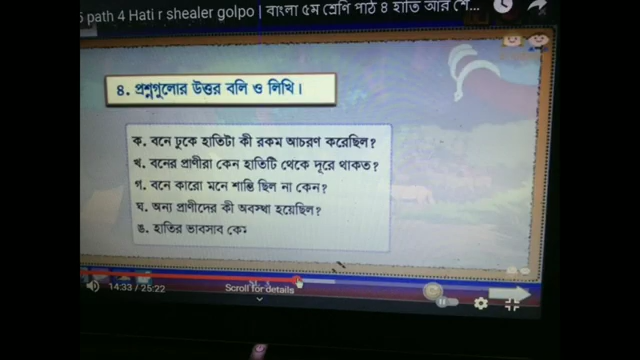 path 4 Hati r shealer golpo | বাংলা ৫ম শ্রেণি পাঠ ৪ হাতি আর শে...
৪. প্রশ্নগুলোর উত্তর বলি ও লিখি।
ক. বনে ঢুকে হাতিটা কী রকম আচরণ করেছিল?
খ. বনের প্রাণীরা কেন হাতিটি থেকে দূরে থাকত?
গ. বনে কারো মনে শান্তি ছিল না কেন?
ঘ. অন্য প্রাণীদের কী অবস্থা হয়েছিল?
ঙ. হাতির ভাবসাব কেম
14:33 / 25:22
Scroll for details